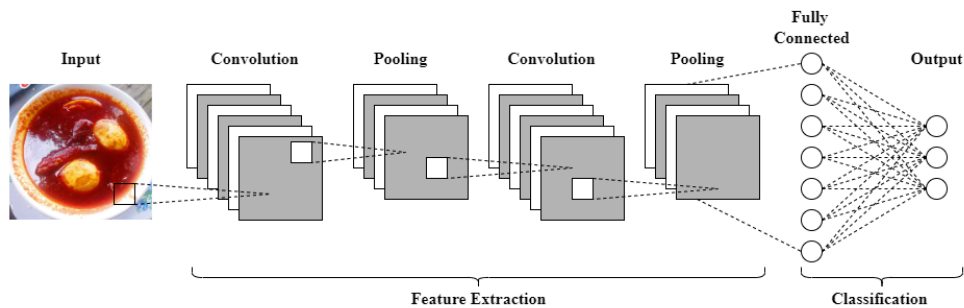 Input
Convolution
Pooling
Convolution
Pooling
Fully
Connected
Output
Feature Extraction
Classification